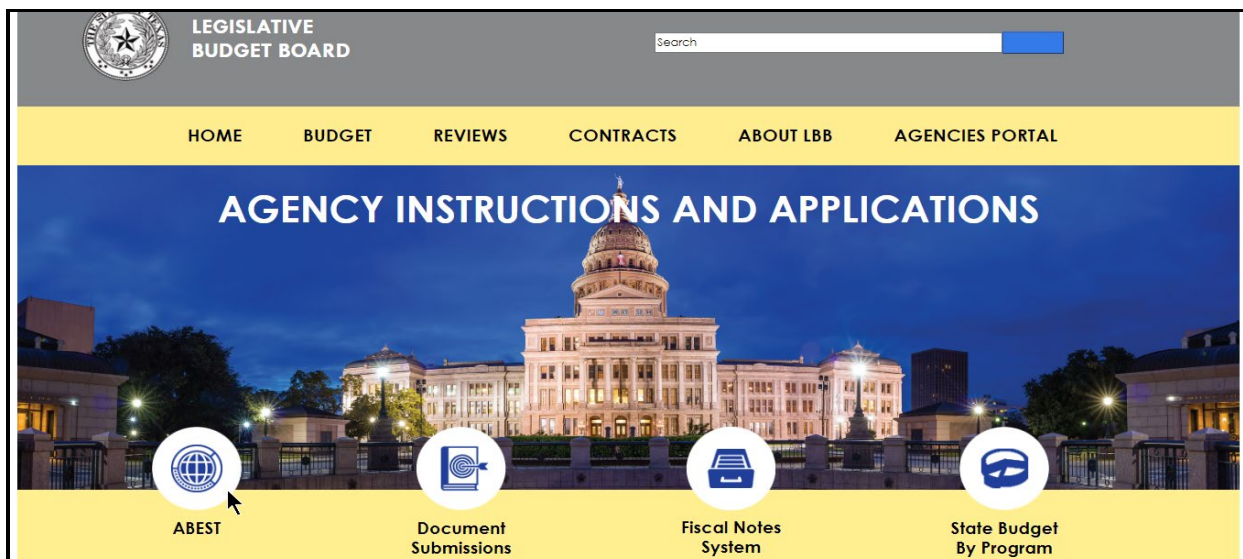 LEGISLATIVE
BUDGET BOARD
Search
HOME BUDGET REVIEWS CONTRACTS ABOUT LBB AGENCIES PORTAL
AGENCY INSTRUCTIONS AND APPLICATIONS
ABEST
Document
Submissions
Fiscal Notes
System
State Budget
By Program